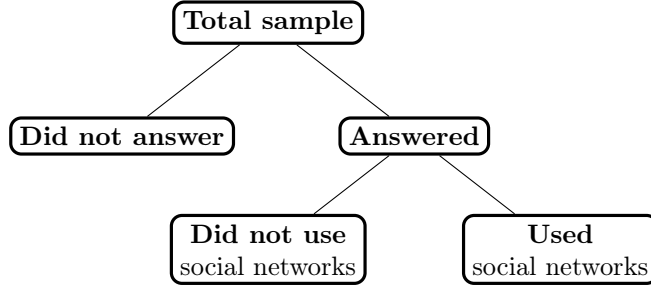 Total sample
Did not answer
Answered
Did not use
social networks
Used
social networks